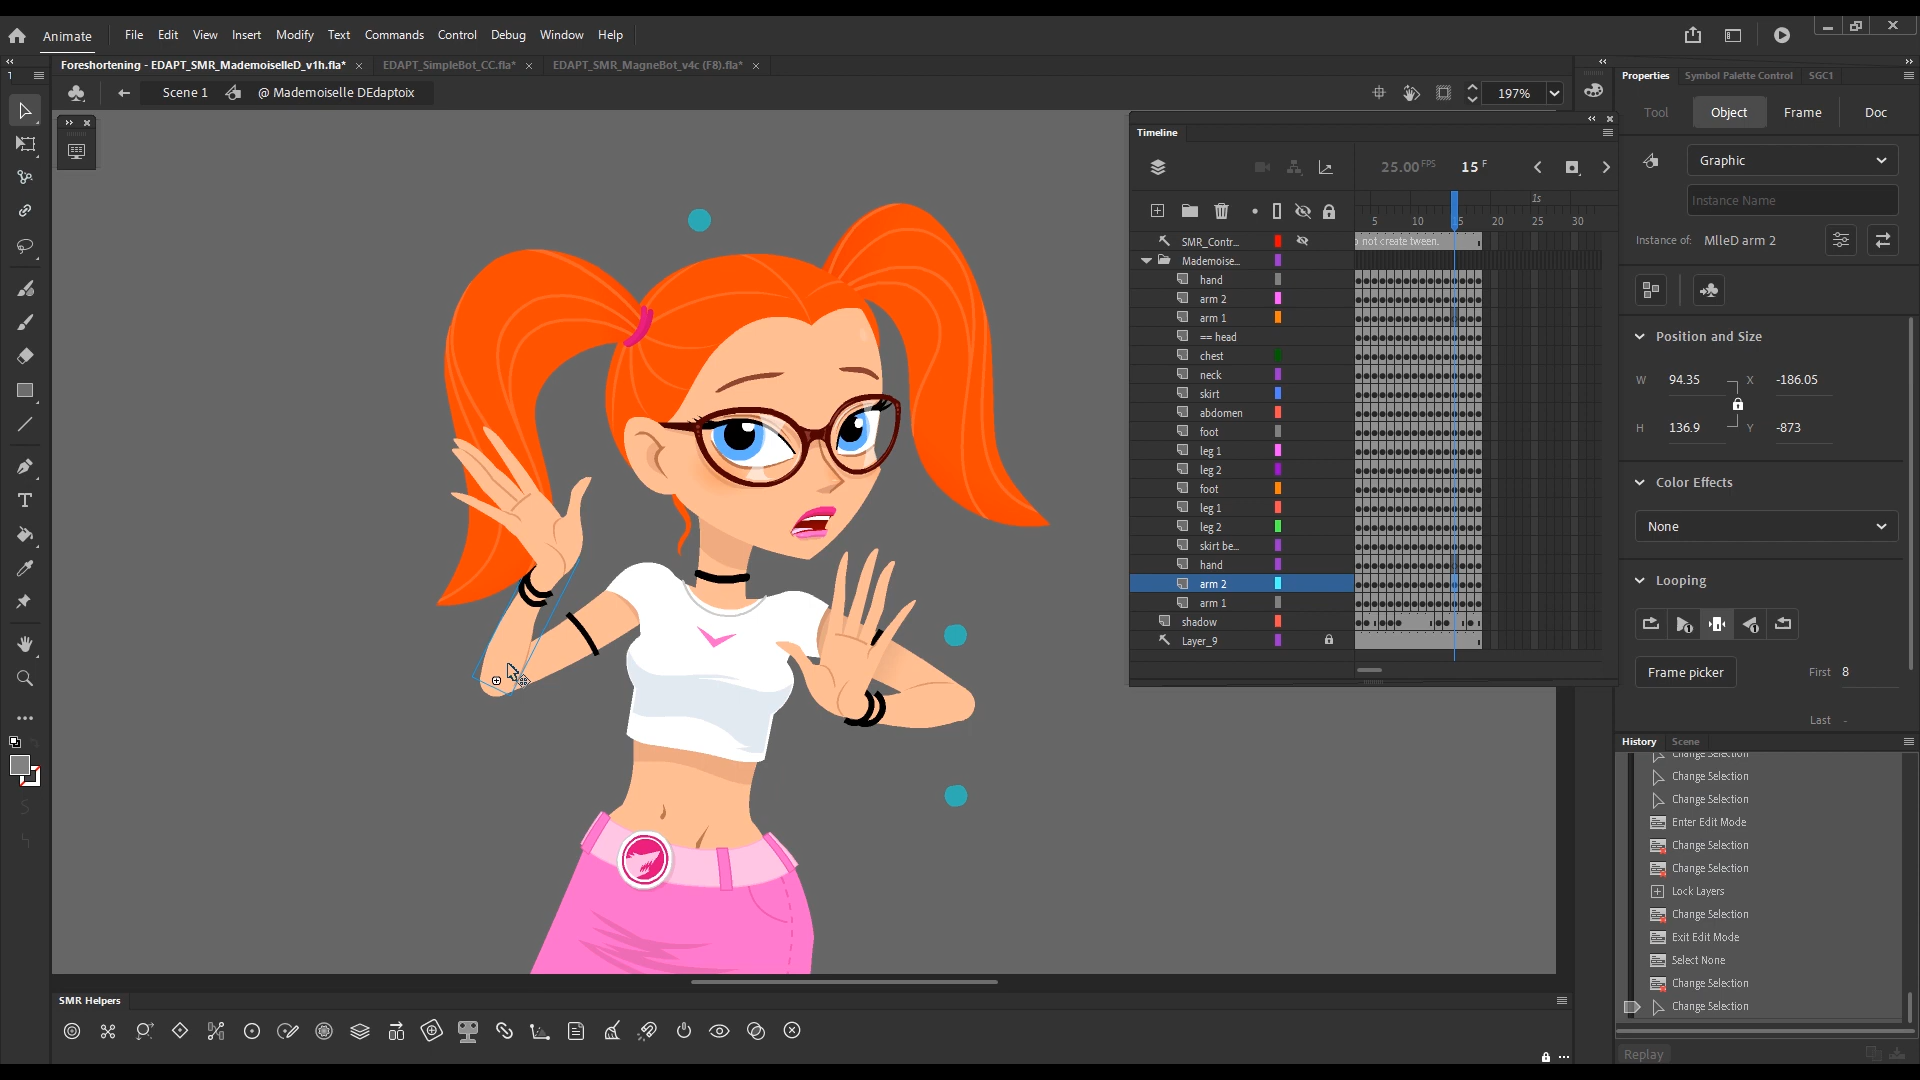 Animate File Edit View Insert Modify Text Commands Control Debug Window Help
Foreshortening - EDAPT_SMR_MademoiselleD_v1h.fla* × EDAPT_SimpleBot_CC.fla* × EDAPT_SMR_MagneBot_v4c (F8).fla* ×
Scene 1 @ Mademoiselle DEdaptoix 197%
Timeline
25.00 FPS 15 F
1s
5 10 15 20 25 30
SMR_Contr... not create tween.
Mademoise...
hand
arm 2
arm 1
== head
chest
neck
skirt
abdomen
foot
leg 1
leg 2
foot
leg 1
leg 2
skirt be...
hand
arm 2
arm 1
shadow
Layer_9
Properties Symbol Palette Control SGC1
Tool Object Frame Doc
Graphic
Instance Name
Instance of: MlleD arm 2
Position and Size
W 94.35 X -186.05
H 136.9 Y -873
Color Effects
None
Looping
Frame picker First 8
Last -
History Scene
Change Selection
Change Selection
Change Selection
Enter Edit Mode
Change Selection
Change Selection
Lock Layers
Change Selection
Exit Edit Mode
Select None
Change Selection
Change Selection
Replay
SMR Helpers